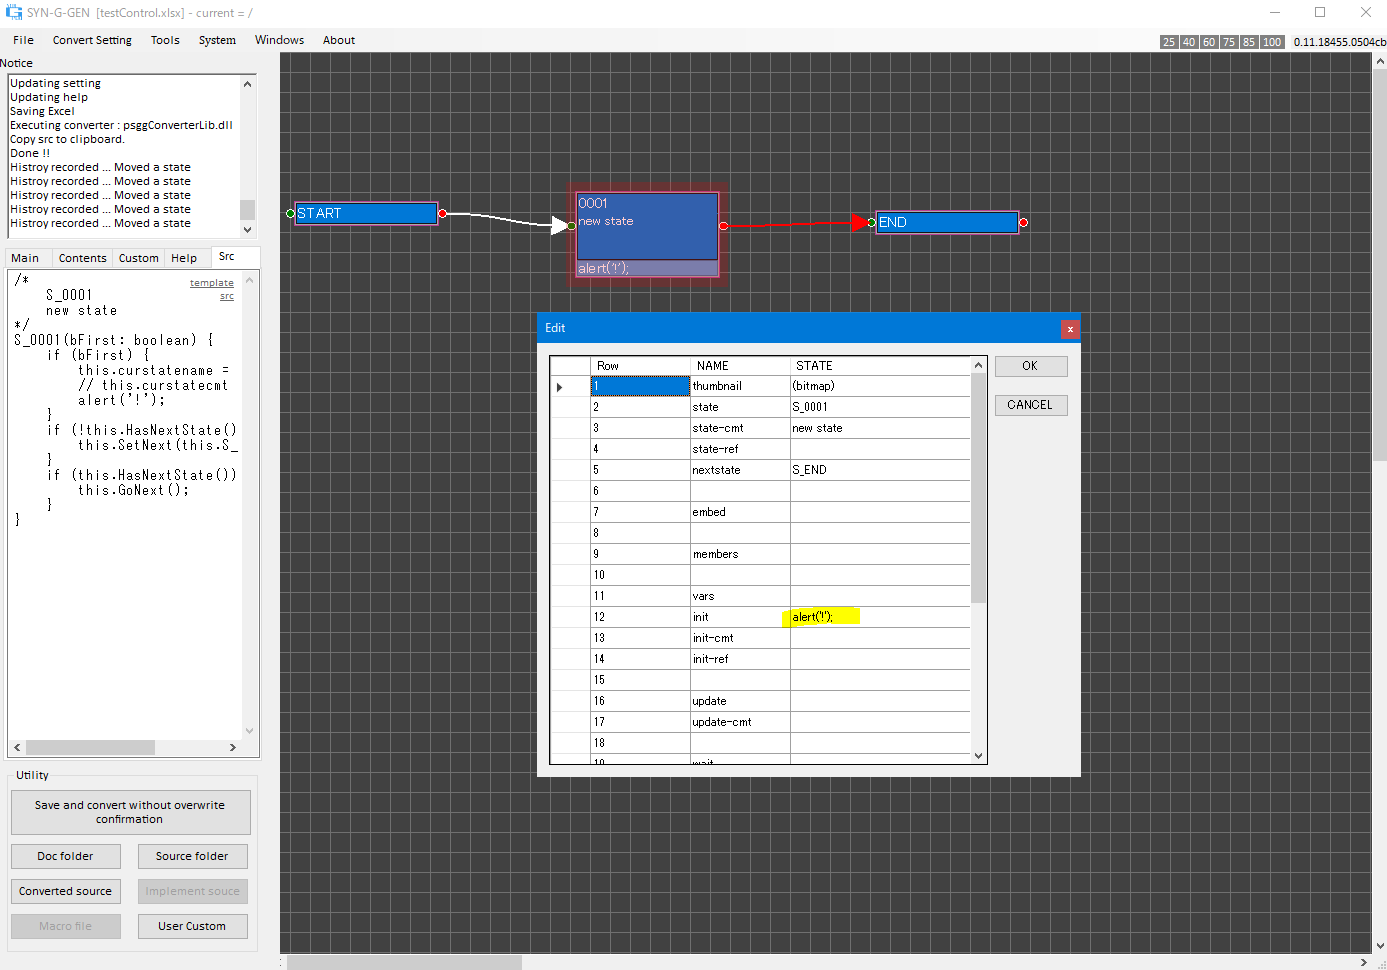 SYN-G-GEN [testControl.xlsx] - current = /
File Convert Setting Tools System Windows About
25 40 60 75 85 100 0.11.18455.0504cb
Notice
Updating setting
Updating help
Saving Excel
Executing converter : psggConverterLib.dll
Copy src to clipboard.
Done !!
Histroy recorded ... Moved a state
Histroy recorded ... Moved a state
Histroy recorded ... Moved a state
Histroy recorded ... Moved a state
Histroy recorded ... Moved a state
Main Contents Custom Help Src
template
src
/*
S_0001
new state
*/
S_0001(bFirst: boolean) {
if (bFirst) {
this.curstatename =
// this.curstatecmt
alert('!');
}
if (!this.HasNextState()
this.SetNext(this.S_
}
if (this.HasNextState())
this.GoNext();
}
}
Utility
Save and convert without overwrite
confirmation
Doc folder Source folder
Converted source Implement souce
Macro file User Custom
START
0001
new state
alert('!');
END
Edit x
Row NAME STATE
1 thumbnail (bitmap)
2 state S_0001
3 state-cmt new state
4 state-ref
5 nextstate S_END
6
7 embed
8
9 members
10
11 vars
12 init alert('!');
13 init-cmt
14 init-ref
15
16 update
17 update-cmt
18
19 wait
OK
CANCEL